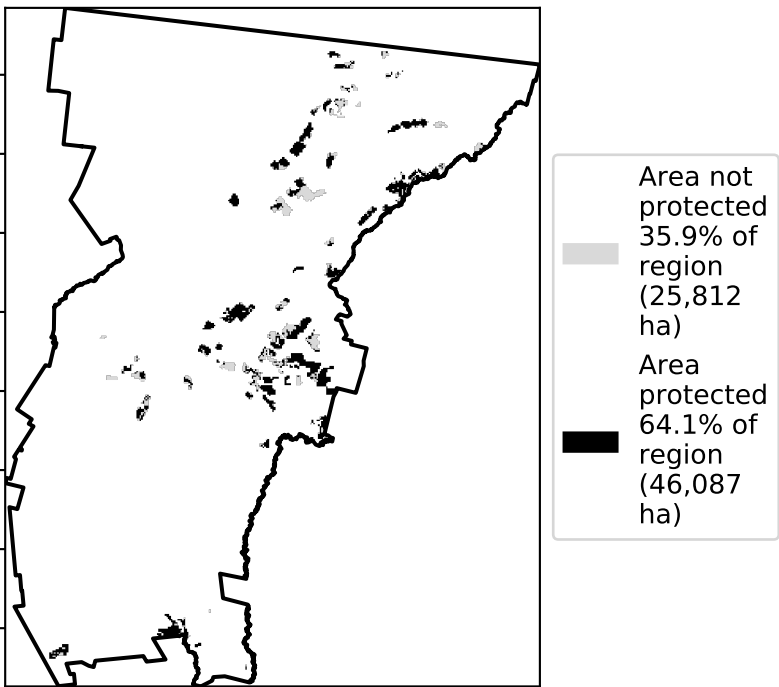 Area not
protected
35.9% of
region
(25,812
ha)
Area
protected
64.1% of
region
(46,087
ha)